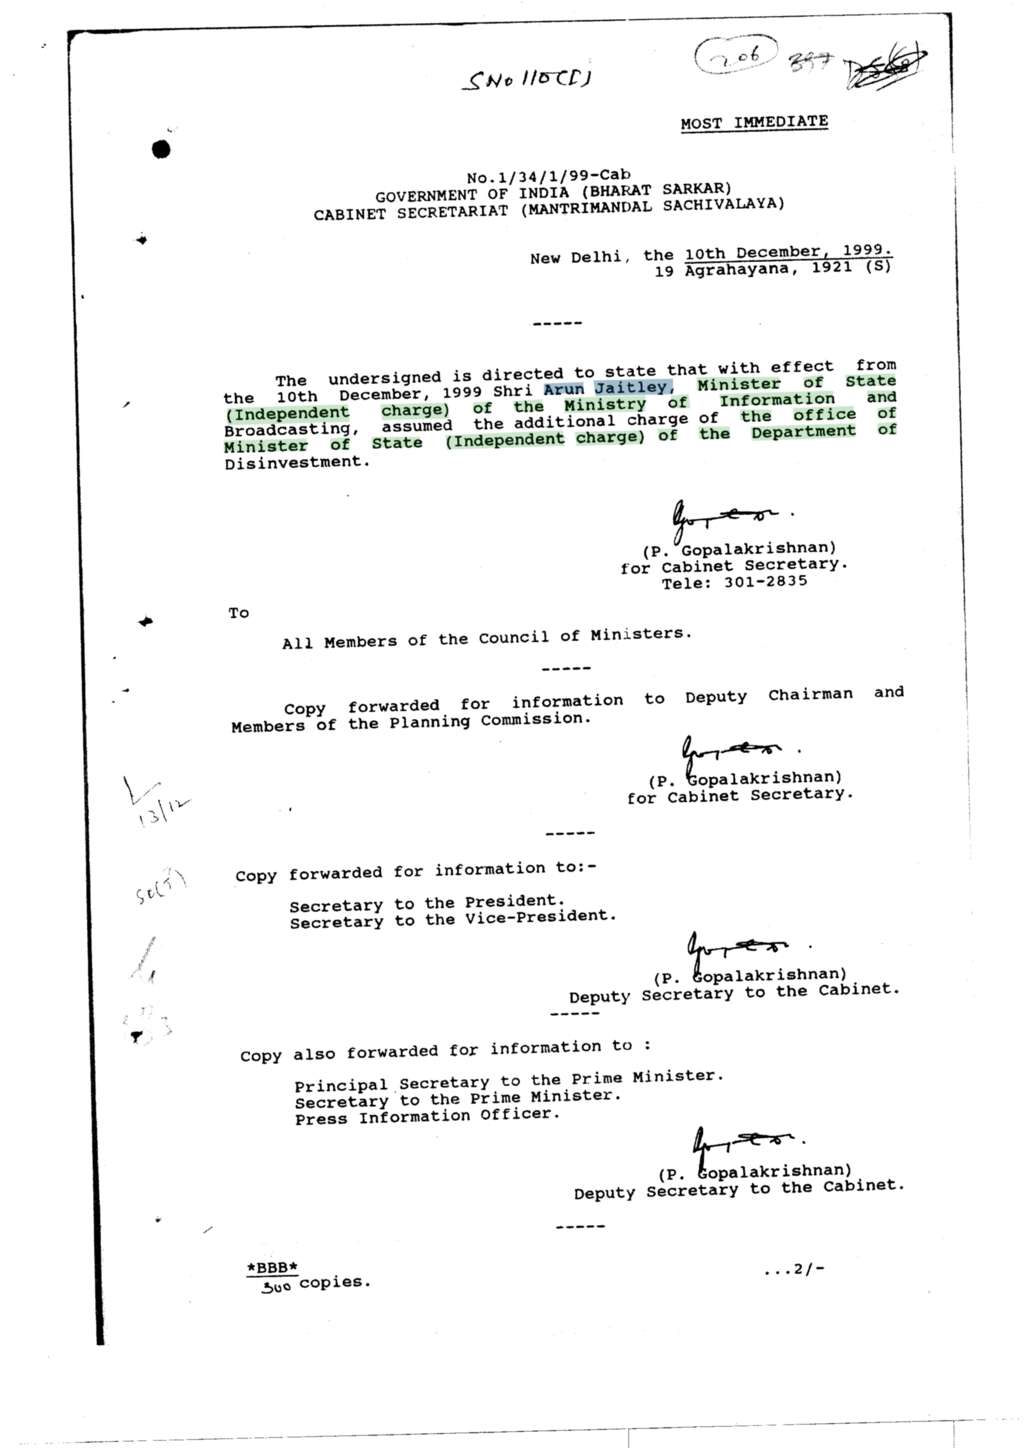 206 397
SNo 110(I)
MOST IMMEDIATE
No.1/34/1/99-Cab
GOVERNMENT OF INDIA (BHARAT SARKAR)
CABINET SECRETARIAT (MANTRIMANDAL SACHIVALAYA)
New Delhi, the 10th December, 1999.
19 Agrahayana, 1921 (S)
-----
The undersigned is directed to state that with effect from
the 10th December, 1999 Shri Arun Jaitley, Minister of State
(Independent charge) of the Ministry of Information and
Broadcasting, assumed the additional charge of the office of
Minister of State (Independent charge) of the Department of
Disinvestment.
(P. Gopalakrishnan)
for Cabinet Secretary.
Tele: 301-2835
To
All Members of the Council of Ministers.
-----
Copy forwarded for information to Deputy Chairman and
Members of the Planning Commission.
(P. Gopalakrishnan)
for Cabinet Secretary.
13/12
-----
Copy forwarded for information to:-
SO(T)
Secretary to the President.
Secretary to the Vice-President.
(P. Gopalakrishnan)
Deputy Secretary to the Cabinet.
-----
Copy also forwarded for information to :
Principal Secretary to the Prime Minister.
Secretary to the Prime Minister.
Press Information Officer.
(P. Gopalakrishnan)
Deputy Secretary to the Cabinet.
-----
*BBB*
300 copies.
...2/-